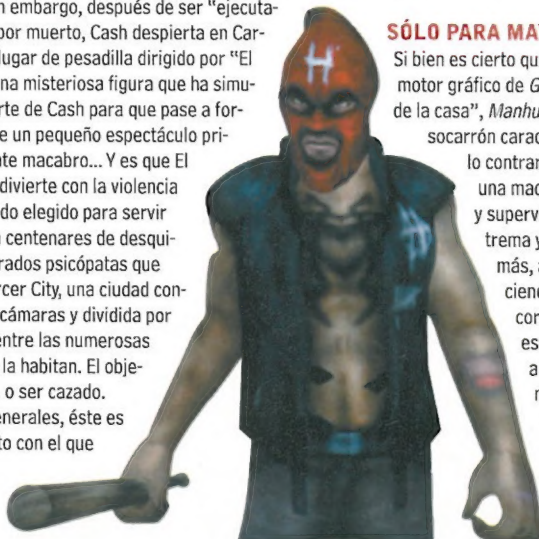 n embargo, después de ser "ejecuta-
por muerto, Cash despierta en Car-
lugar de pesadilla dirigido por "El
na misteriosa figura que ha simu-
rte de Cash para que pase a for-
e un pequeño espectáculo pri-
te macabro... Y es que El
divierte con la violencia
do elegido para servir
centenares de desqui-
rados psicópatas que
rcer City, una ciudad con-
cámaras y dividida por
entre las numerosas
la habitan. El obje-
o ser cazado.
enerales, éste es
to con el que
SÓLO PARA MA
Si bien es cierto qu
motor gráfico de G
de la casa", Manhu
socarrón carac
lo contrar
una mac
y superv
trema y
más,
cien
cor
es
a
H